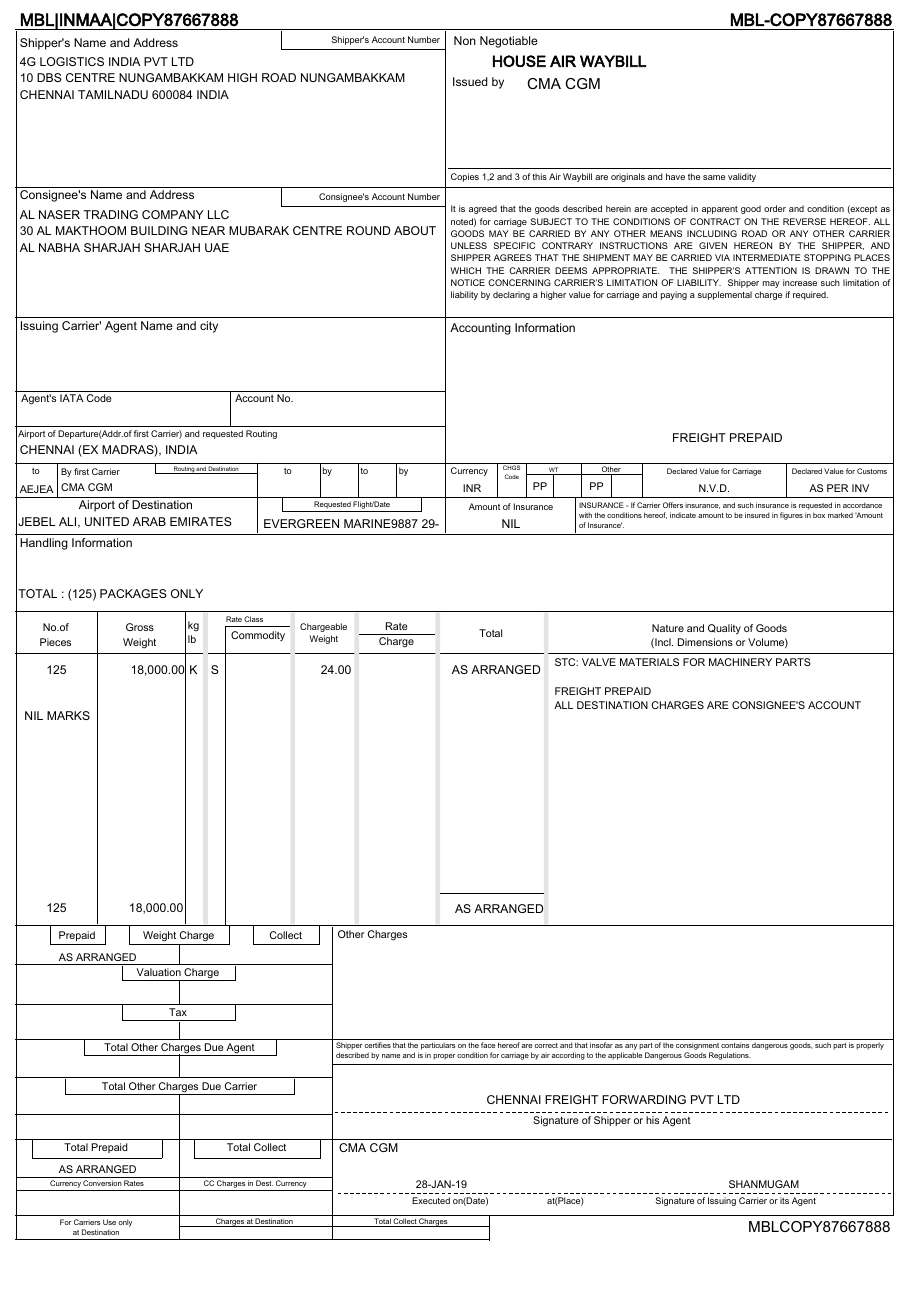 MBL|INMAA|COPY87667888
MBL-COPY87667888
Shipper's Name and Address
Shipper's Account Number
4G LOGISTICS INDIA PVT LTD
10 DBS CENTRE NUNGAMBAKKAM HIGH ROAD NUNGAMBAKKAM
CHENNAI TAMILNADU 600084 INDIA
Non Negotiable
HOUSE AIR WAYBILL
Issued by CMA CGM
Copies 1,2 and 3 of this Air Waybill are originals and have the same validity
Consignee's Name and Address
Consignee's Account Number
AL NASER TRADING COMPANY LLC
30 AL MAKTHOOM BUILDING NEAR MUBARAK CENTRE ROUND ABOUT
AL NABHA SHARJAH SHARJAH UAE
It is agreed that the goods described herein are accepted in apparent good order and condition (except as
noted) for carriage SUBJECT TO THE CONDITIONS OF CONTRACT ON THE REVERSE HEREOF. ALL
GOODS MAY BE CARRIED BY ANY OTHER MEANS INCLUDING ROAD OR ANY OTHER CARRIER
UNLESS SPECIFIC CONTRARY INSTRUCTIONS ARE GIVEN HEREON BY THE SHIPPER, AND
SHIPPER AGREES THAT THE SHIPMENT MAY BE CARRIED VIA INTERMEDIATE STOPPING PLACES
WHICH THE CARRIER DEEMS APPROPRIATE. THE SHIPPER'S ATTENTION IS DRAWN TO THE
NOTICE CONCERNING CARRIER'S LIMITATION OF LIABILITY. Shipper may increase such limitation of
liability by declaring a higher value for carriage and paying a supplemental charge if required.
Issuing Carrier' Agent Name and city
Accounting Information
Agent's IATA Code
Account No.
Airport of Departure(Addr.of first Carrier) and requested Routing
CHENNAI (EX MADRAS), INDIA
FREIGHT PREPAID
to
By first Carrier
Routing and Destination
to
by
to
by
AEJEA
CMA CGM
Currency
CHGS
Code
WT
Other
Declared Value for Carriage
Declared Value for Customs
INR
PP
PP
N.V.D.
AS PER INV
Airport of Destination
Requested Flight/Date
JEBEL ALI, UNITED ARAB EMIRATES
EVERGREEN MARINE9887 29-
Amount of Insurance
NIL
INSURANCE - If Carrier Offers insurance, and such insurance is requested in accordance
with the conditions hereof, indicate amount to be insured in figures in box marked 'Amount
of Insurance'.
Handling Information
TOTAL : (125) PACKAGES ONLY
No.of
Pieces
Gross
Weight
kg
lb
Rate Class
Commodity
Chargeable
Weight
Rate
Charge
Total
Nature and Quality of Goods
(Incl. Dimensions or Volume)
125
18,000.00
K
S
24.00
AS ARRANGED
STC: VALVE MATERIALS FOR MACHINERY PARTS
FREIGHT PREPAID
ALL DESTINATION CHARGES ARE CONSIGNEE'S ACCOUNT
NIL MARKS
125
18,000.00
AS ARRANGED
Prepaid
Weight Charge
Collect
Other Charges
AS ARRANGED
Valuation Charge
Tax
Total Other Charges Due Agent
Shipper certifies that the particulars on the face hereof are correct and that insofar as any part of the consignment contains dangerous goods, such part is properly
described by name and is in proper condition for carriage by air according to the applicable Dangerous Goods Regulations.
Total Other Charges Due Carrier
CHENNAI FREIGHT FORWARDING PVT LTD
Signature of Shipper or his Agent
Total Prepaid
Total Collect
CMA CGM
AS ARRANGED
Currency Conversion Rates
CC Charges in Dest. Currency
28-JAN-19
SHANMUGAM
Executed on(Date)
at(Place)
Signature of Issuing Carrier or its Agent
For Carriers Use only
at Destination
Charges at Destination
Total Collect Charges
MBLCOPY87667888